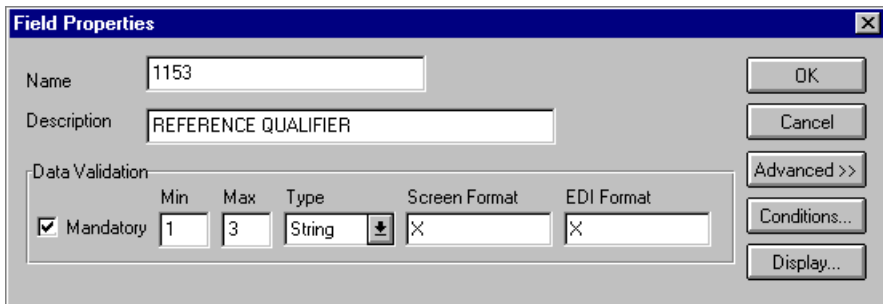 Field Properties
Name
1153
OK
Description
REFERENCE QUALIFIER
Cancel
Data Validation
Advanced >>
Min
Max
Type
Screen Format
EDI Format
Mandatory
1
3
String
X
X
Conditions...
Display...